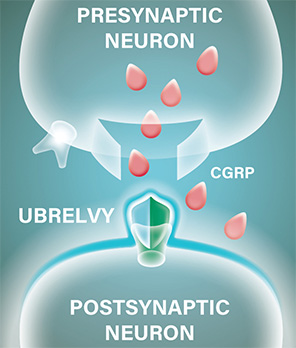 PRESYNAPTIC
NEURON
CGRP
UBRELVY
POSTSYNAPTIC
NEURON